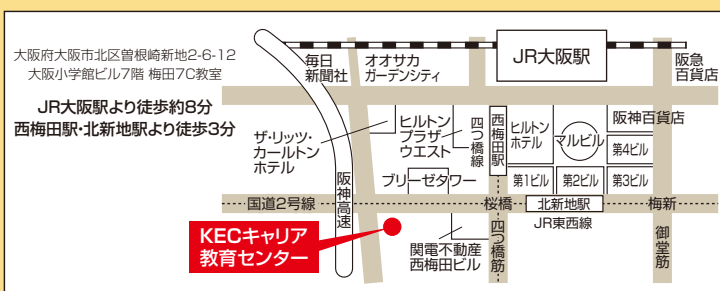 大阪府大阪市北区曽根崎新地2-6-12
大阪小学館ビル7階 梅田7C教室
JR大阪駅より徒歩約8分
西梅田駅・北新地駅より徒歩3分
毎日
新聞社
オオサカ
ガーデンシティ
JR大阪駅
阪急
百貨店
ザ・リッツ・
カールトン
ホテル
ヒルトン
プラザ
ウエスト
四つ橋線
西梅田駅
ヒルトン
ホテル
マルビル
阪神百貨店
第4ビル
ブリーゼタワー
第1ビル
第2ビル
第3ビル
阪神高速
国道2号線
桜橋
北新地駅
梅新
JR東西線
KECキャリア
教育センター
関電不動産
西梅田ビル
四つ橋筋
御堂筋